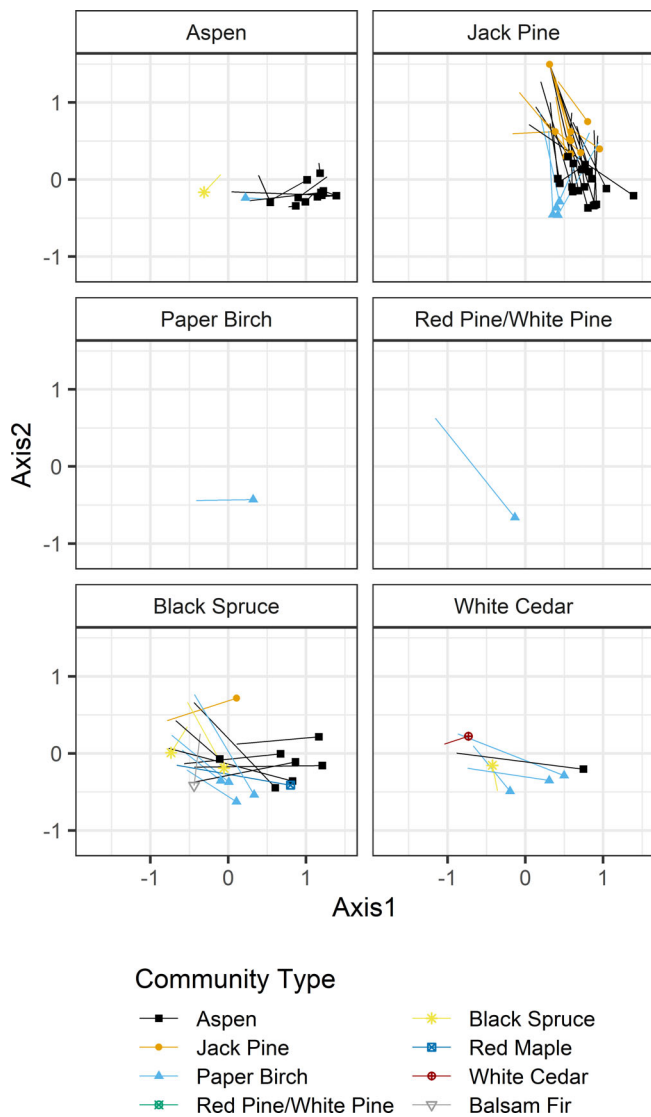 Aspen
Jack Pine
1
0
-1
Paper Birch
Red Pine/White Pine
1
0
-1
Axis2
Black Spruce
White Cedar
1
0
-1
-1 0 1
-1 0 1
Axis1
Community Type
Aspen
Jack Pine
Paper Birch
Red Pine/White Pine
Black Spruce
Red Maple
White Cedar
Balsam Fir